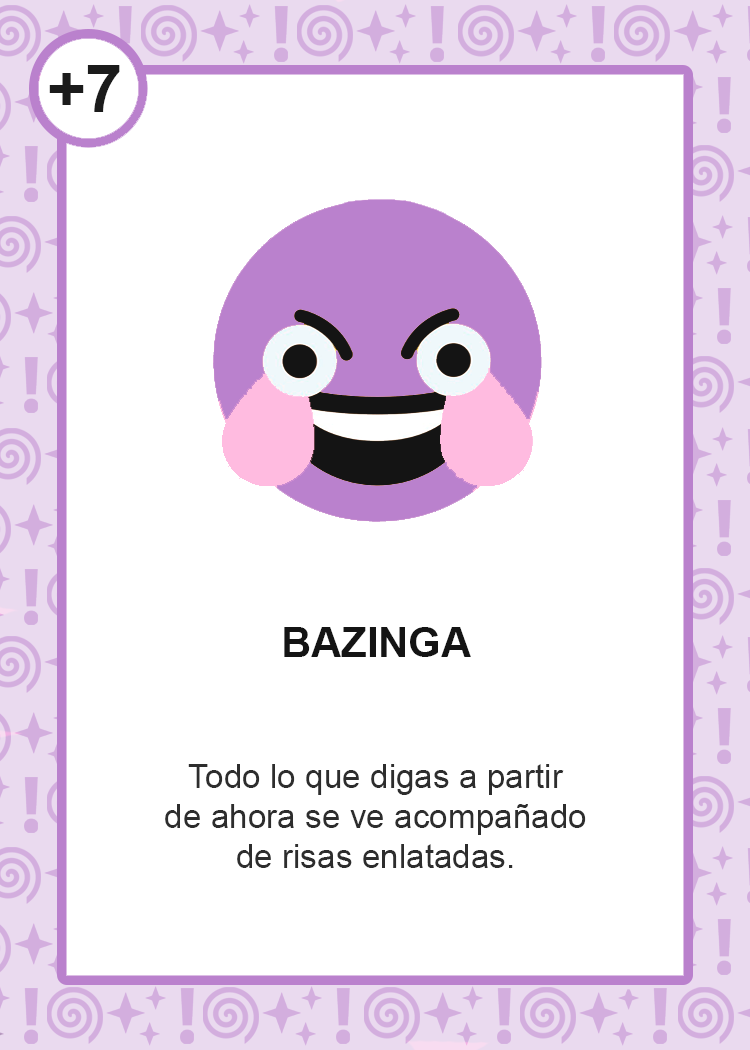 +7
BAZINGA
Todo lo que digas a partir
de ahora se ve acompañado
de risas enlatadas.